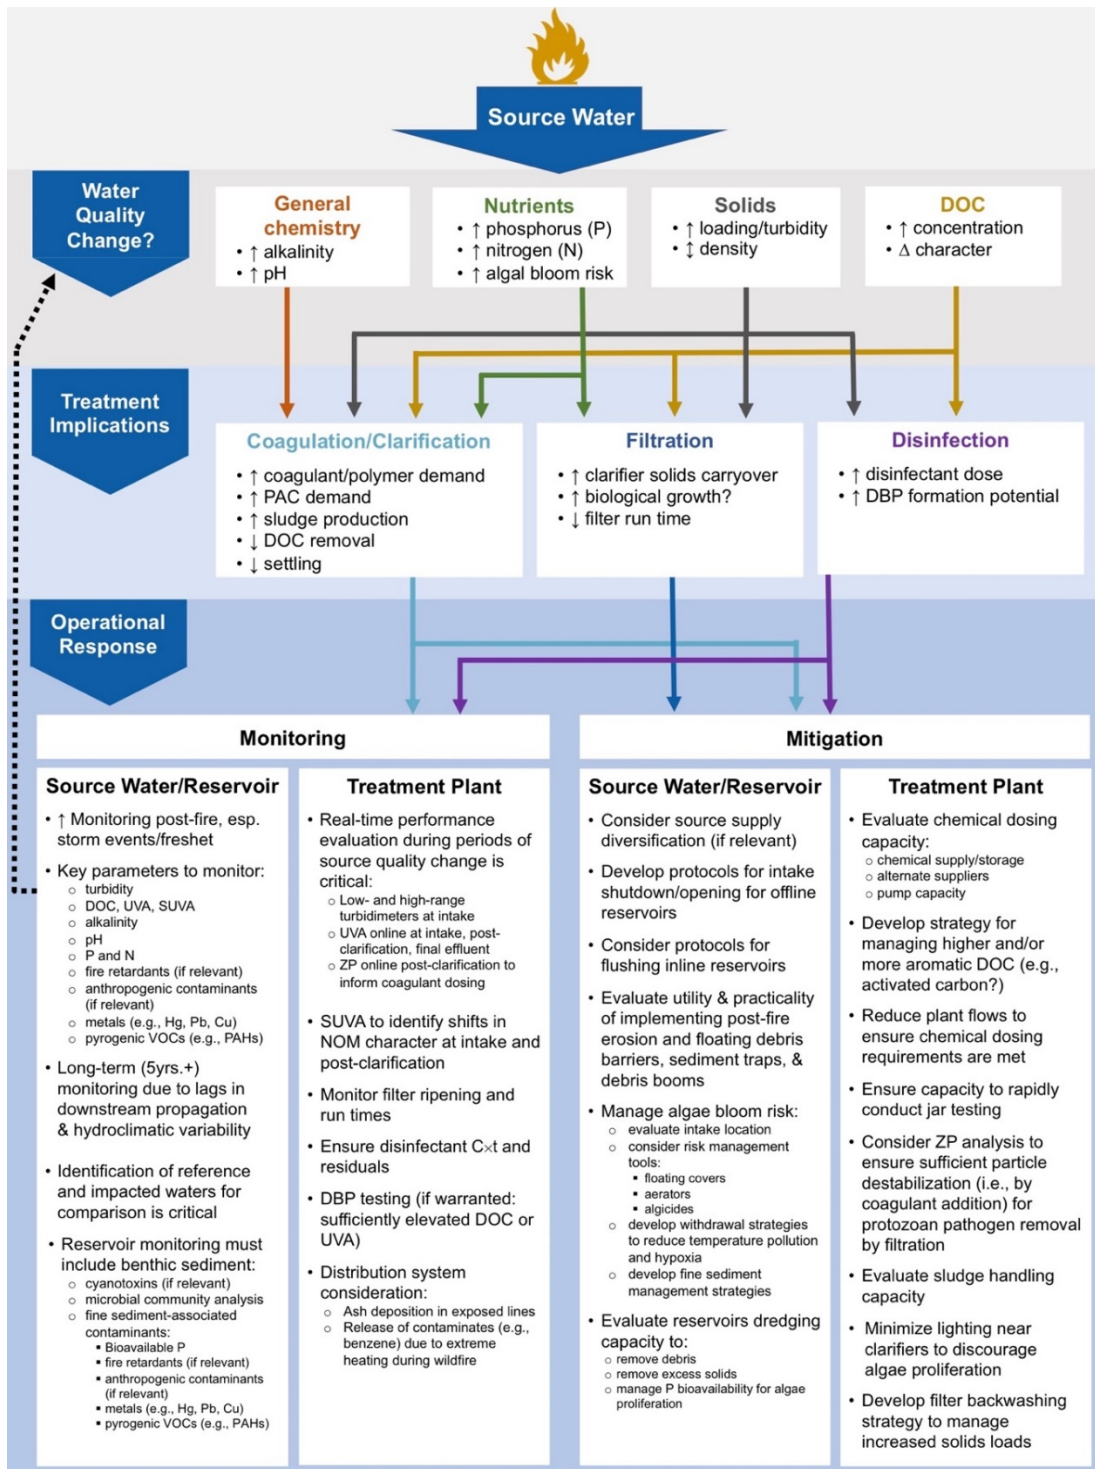 Source Water
Water
Quality
Change?
General
chemistry
• ↑ alkalinity
• ↑ pH
Nutrients
• ↑ phosphorus (P)
• ↑ nitrogen (N)
• ↑ algal bloom risk
Solids
• ↑ loading/turbidity
• ↕ density
DOC
• ↑ concentration
• Δ character
Treatment
Implications
Coagulation/Clarification
• ↑ coagulant/polymer demand
• ↑ PAC demand
• ↑ sludge production
• ↓ DOC removal
• ↓ settling
Filtration
• ↑ clarifier solids carryover
• ↑ biological growth?
• ↓ filter run time
Disinfection
• ↑ disinfectant dose
• ↑ DBP formation potential
Operational
Response
Monitoring
Source Water/Reservoir
• ↑ Monitoring post-fire, esp.
storm events/freshet
• Key parameters to monitor:
o turbidity
o DOC, UVA, SUVA
o alkalinity
o pH
o P and N
o fire retardants (if relevant)
o anthropogenic contaminants
(if relevant)
o metals (e.g., Hg, Pb, Cu)
o pyrogenic VOCs (e.g., PAHs)
• Long-term (5yrs.+)
monitoring due to lags in
downstream propagation
& hydroclimatic variability
• Identification of reference
and impacted waters for
comparison is critical
• Reservoir monitoring must
include benthic sediment:
o cyanotoxins (if relevant)
o microbial community analysis
o fine sediment-associated
contaminants:
▪ Bioavailable P
▪ fire retardants (if relevant)
▪ anthropogenic contaminants
(if relevant)
▪ metals (e.g., Hg, Pb, Cu)
▪ pyrogenic VOCs (e.g., PAHs)
Treatment Plant
• Real-time performance
evaluation during periods of
source quality change is
critical:
o Low- and high-range
turbidimeters at intake
o UVA online at intake, post-
clarification, final effluent
o ZP online post-clarification to
inform coagulant dosing
• SUVA to identify shifts in
NOM character at intake and
post-clarification
• Monitor filter ripening and
run times
• Ensure disinfectant C×t and
residuals
• DBP testing (if warranted:
sufficiently elevated DOC or
UVA)
• Distribution system
consideration:
o Ash deposition in exposed lines
o Release of contaminates (e.g.,
benzene) due to extreme
heating during wildfire
Mitigation
Source Water/Reservoir
• Consider source supply
diversification (if relevant)
• Develop protocols for intake
shutdown/opening for offline
reservoirs
• Consider protocols for
flushing inline reservoirs
• Evaluate utility & practicality
of implementing post-fire
erosion and floating debris
barriers, sediment traps, &
debris booms
• Manage algae bloom risk:
o evaluate intake location
o consider risk management
tools:
▪ floating covers
▪ aerators
▪ algicides
o develop withdrawal strategies
to reduce temperature pollution
and hypoxia
o develop fine sediment
management strategies
• Evaluate reservoirs dredging
capacity to:
o remove debris
o remove excess solids
o manage P bioavailability for algae
proliferation
Treatment Plant
• Evaluate chemical dosing
capacity:
o chemical supply/storage
o alternate suppliers
o pump capacity
• Develop strategy for
managing higher and/or
more aromatic DOC (e.g.,
activated carbon?)
• Reduce plant flows to
ensure chemical dosing
requirements are met
• Ensure capacity to rapidly
conduct jar testing
• Consider ZP analysis to
ensure sufficient particle
destabilization (i.e., by
coagulant addition) for
protozoan pathogen removal
by filtration
• Evaluate sludge handling
capacity
• Minimize lighting near
clarifiers to discourage
algae proliferation
• Develop filter backwashing
strategy to manage
increased solids loads